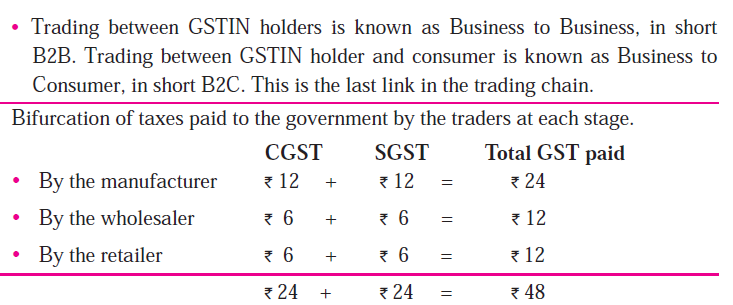 • Trading between GSTIN holders is known as Business to Business, in short
B2B. Trading between GSTIN holder and consumer is known as Business to
Consumer, in short B2C. This is the last link in the trading chain.
Bifurcation of taxes paid to the government by the traders at each stage.
CGST SGST Total GST paid
• By the manufacturer ₹ 12 + ₹ 12 = ₹ 24
• By the wholesaler ₹ 6 + ₹ 6 = ₹ 12
• By the retailer ₹ 6 + ₹ 6 = ₹ 12
₹ 24 + ₹ 24 = ₹ 48